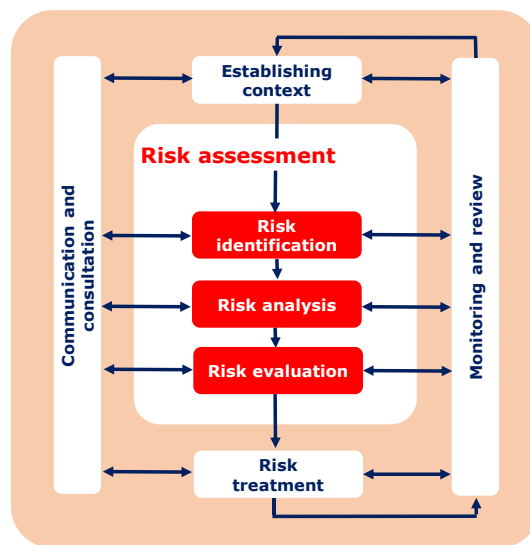 Establishing
context
Risk assessment
Risk
identification
Risk analysis
Risk evaluation
Risk
treatment
Communication and
consultation
Monitoring and review